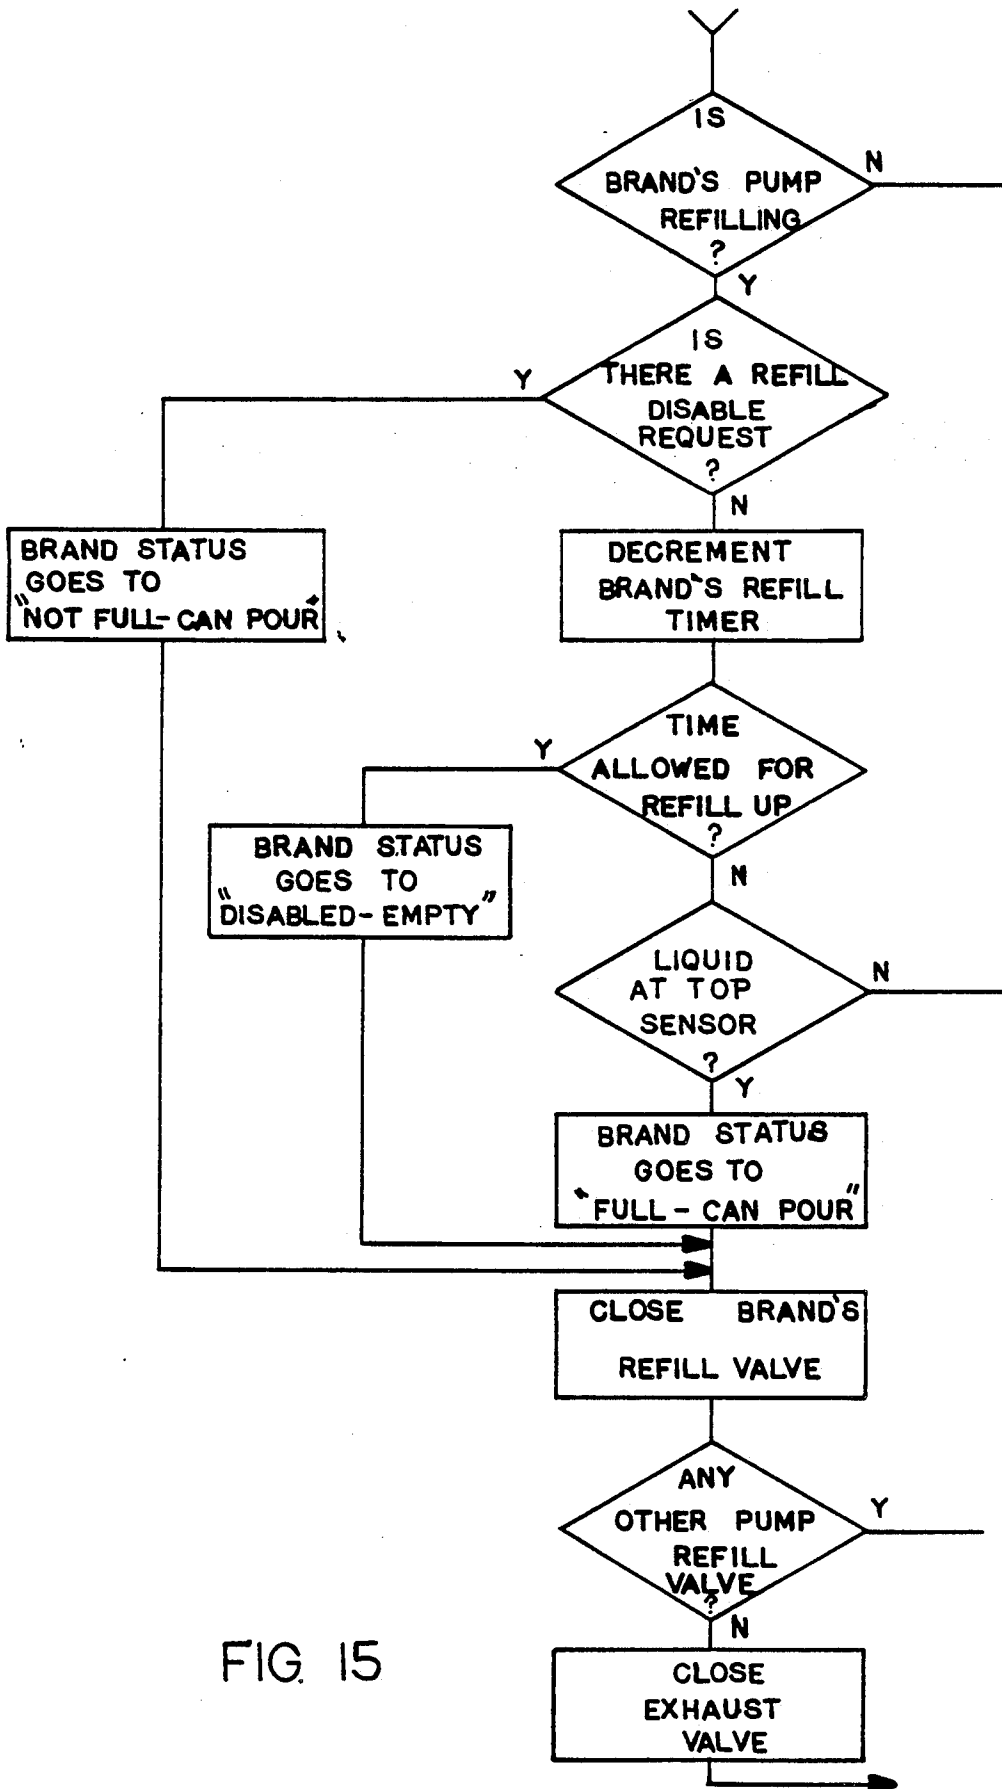 IS
BRAND'S PUMP
REFILLING
?
N
Y
IS
THERE A REFILL
DISABLE
REQUEST
?
Y
N
BRAND STATUS
GOES TO
"NOT FULL-CAN POUR"
DECREMENT
BRAND'S REFILL
TIMER
TIME
ALLOWED FOR
REFILL UP
?
Y
N
BRAND STATUS
GOES TO
"DISABLED-EMPTY"
LIQUID
AT TOP
SENSOR
?
N
Y
BRAND STATUS
GOES TO
"FULL-CAN POUR"
CLOSE BRAND'S
REFILL VALVE
ANY
OTHER PUMP
REFILL
VALVE
?
Y
N
CLOSE
EXHAUST
VALVE
FIG. 15